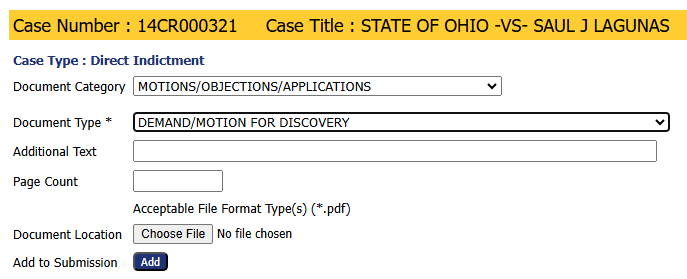 Case Number : 14CR000321 Case Title : STATE OF OHIO -VS- SAUL J LAGUNAS
Case Type : Direct Indictment
Document Category MOTIONS/OBJECTIONS/APPLICATIONS
Document Type * DEMAND/MOTION FOR DISCOVERY
Additional Text
Page Count
Acceptable File Format Type(s) (*.pdf)
Document Location Choose File No file chosen
Add to Submission Add